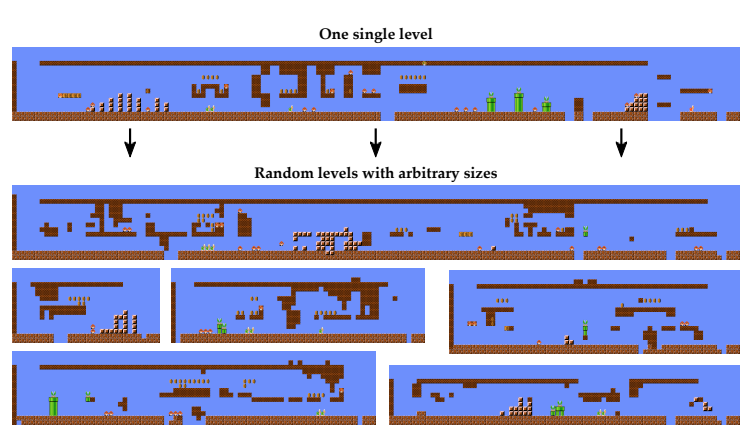 One single level
Random levels with arbitrary sizes